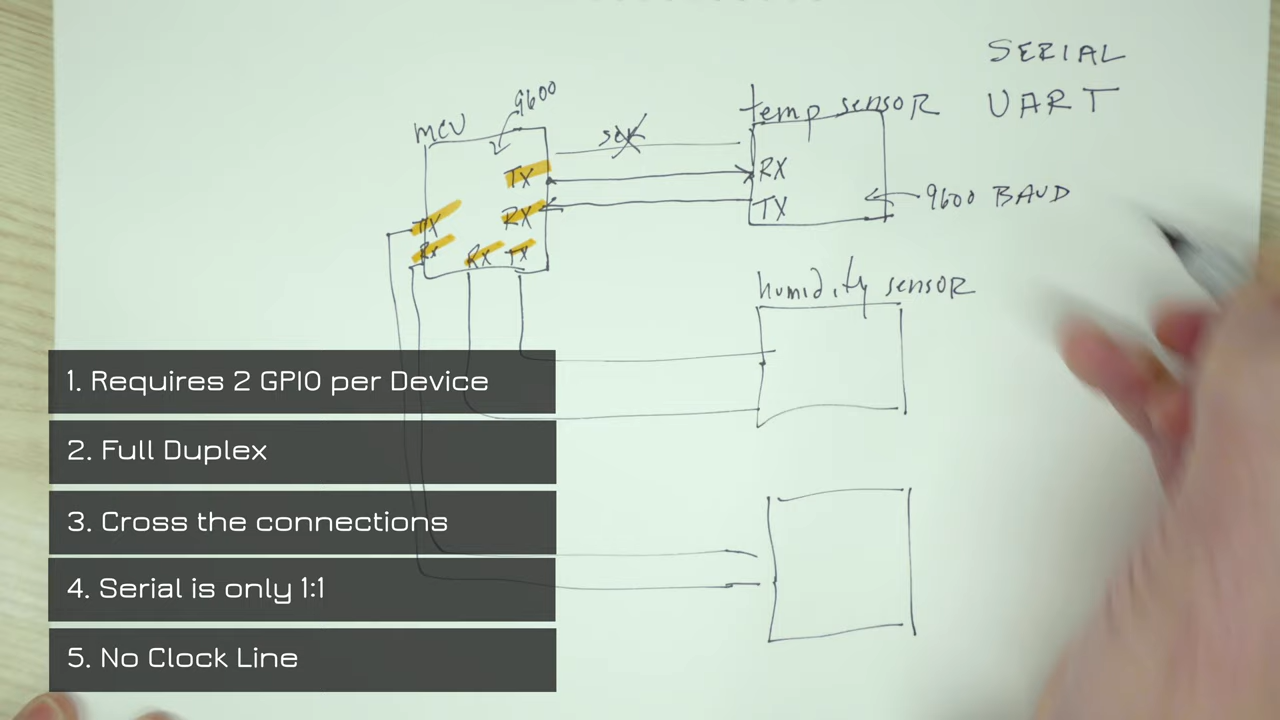 SERIAL
UART
9600
MCU
temp sensor
SCK
TX
RX
RX
TX
9600 BAUD
TX
RX
RX TX
humidity sensor
1. Requires 2 GPIO per Device
2. Full Duplex
3. Cross the connections
4. Serial is only 1:1
5. No Clock Line